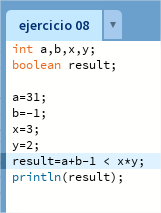 ejercicio 08
int a,b,x,y;
boolean result;
a=31;
b=-1;
x=3;
y=2;
result=a+b-1 < x*y;
println(result);